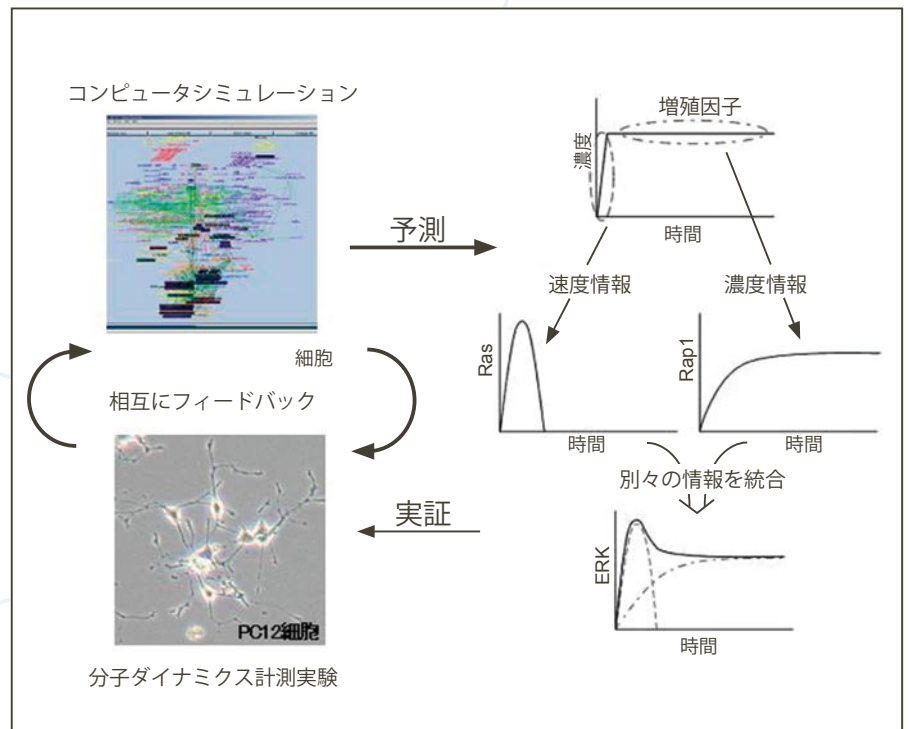 コンピュータシミュレーション
増殖因子
濃度
時間
予測
速度情報
濃度情報
Ras
時間
Rap1
時間
細胞
相互にフィードバック
別々の情報を統合
実証
ERK
時間
PC12細胞
分子ダイナミクス計測実験